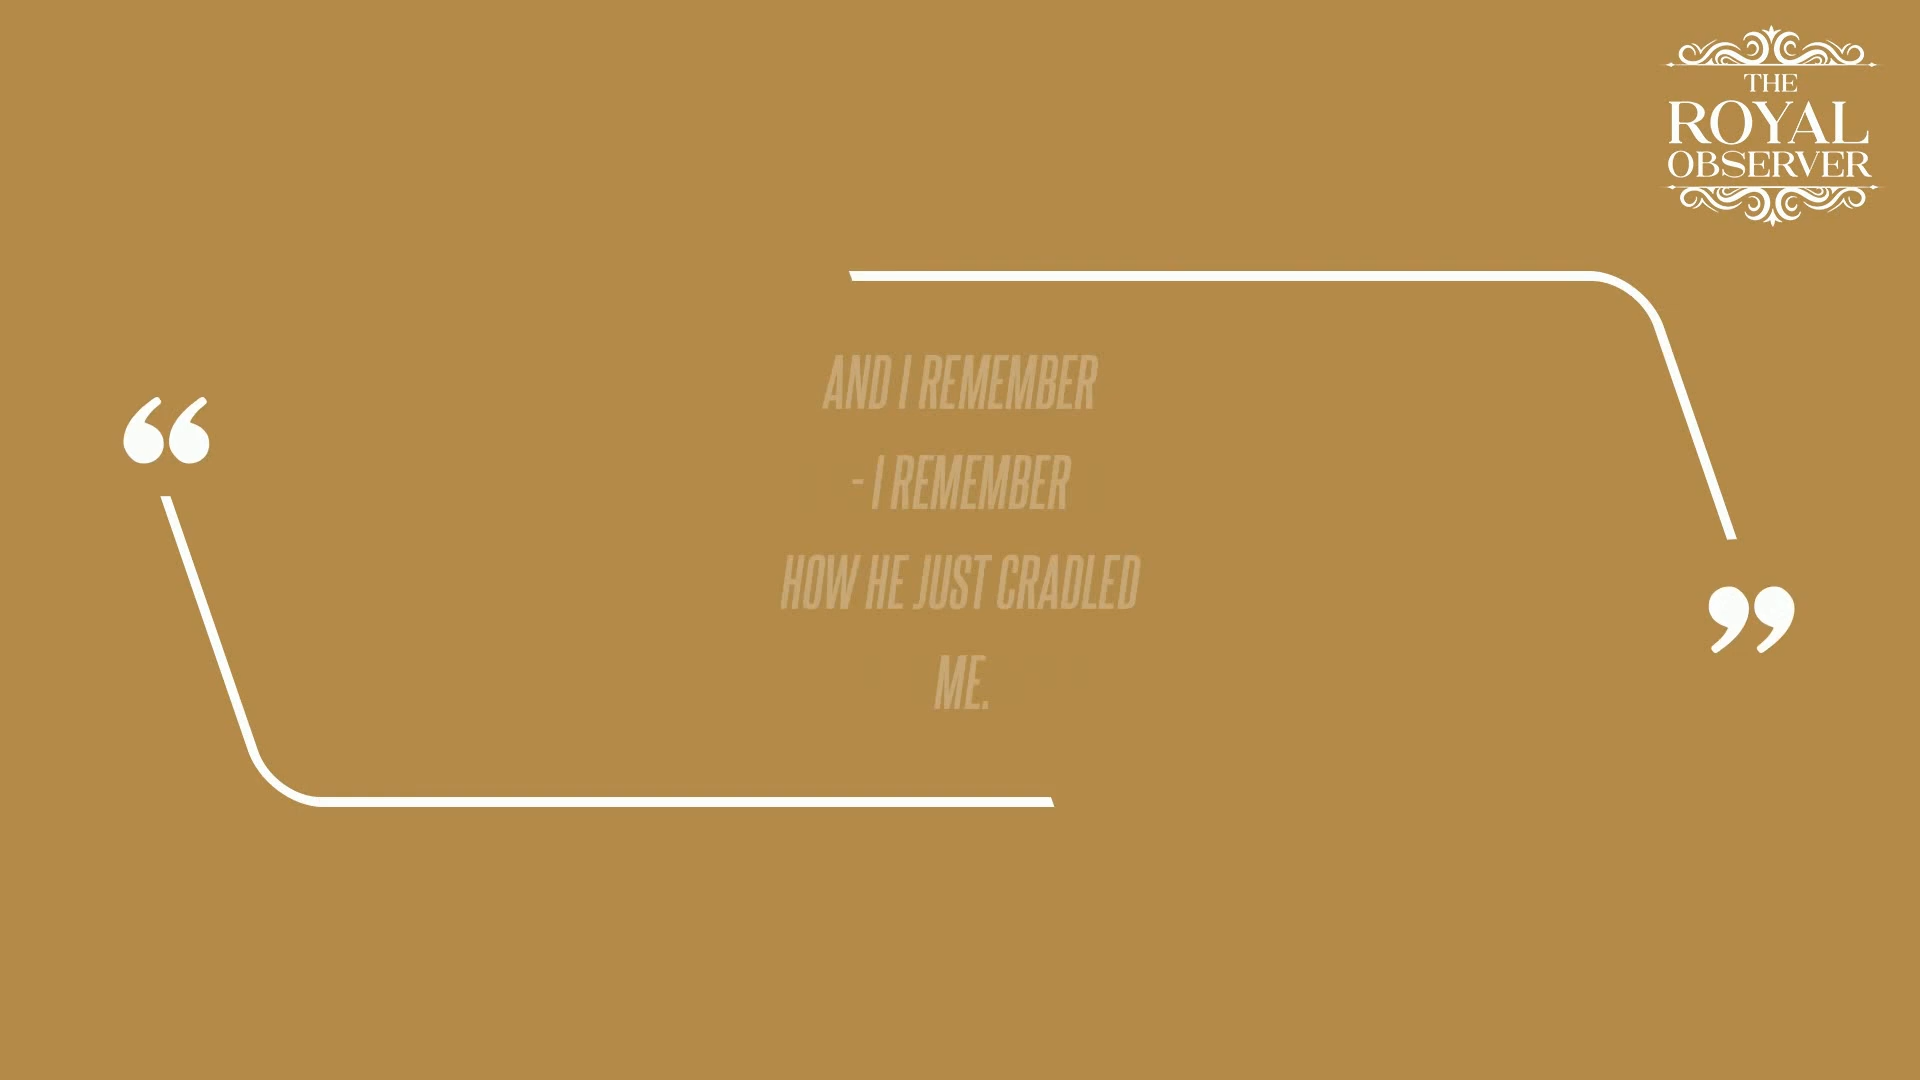 THE
ROYAL
OBSERVER
“
AND I REMEMBER
- I REMEMBER
HOW HE JUST CRADLED
ME.
”